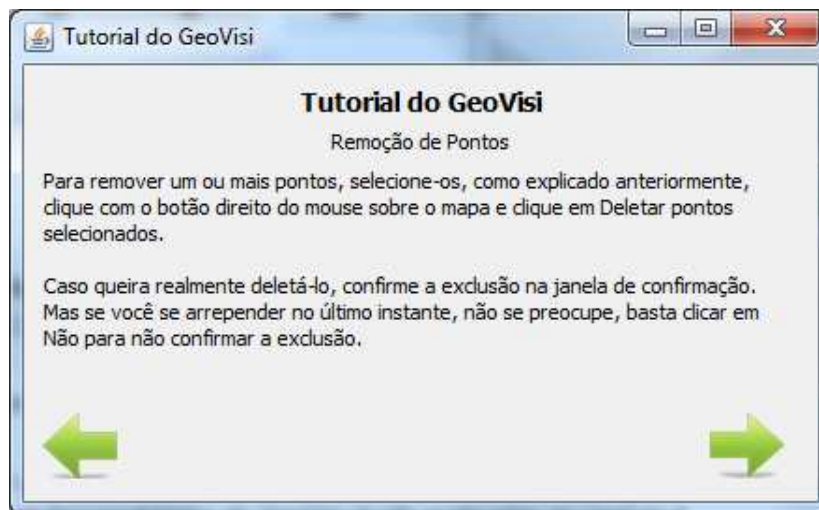 Tutorial do GeoVisi
Tutorial do GeoVisi
Remoção de Pontos
Para remover um ou mais pontos, selecione-os, como explicado anteriormente,
clique com o botão direito do mouse sobre o mapa e clique em Deletar pontos
selecionados.
Caso queira realmente deletá-lo, confirme a exclusão na janela de confirmação.
Mas se você se arrepender no último instante, não se preocupe, basta clicar em
Não para não confirmar a exclusão.